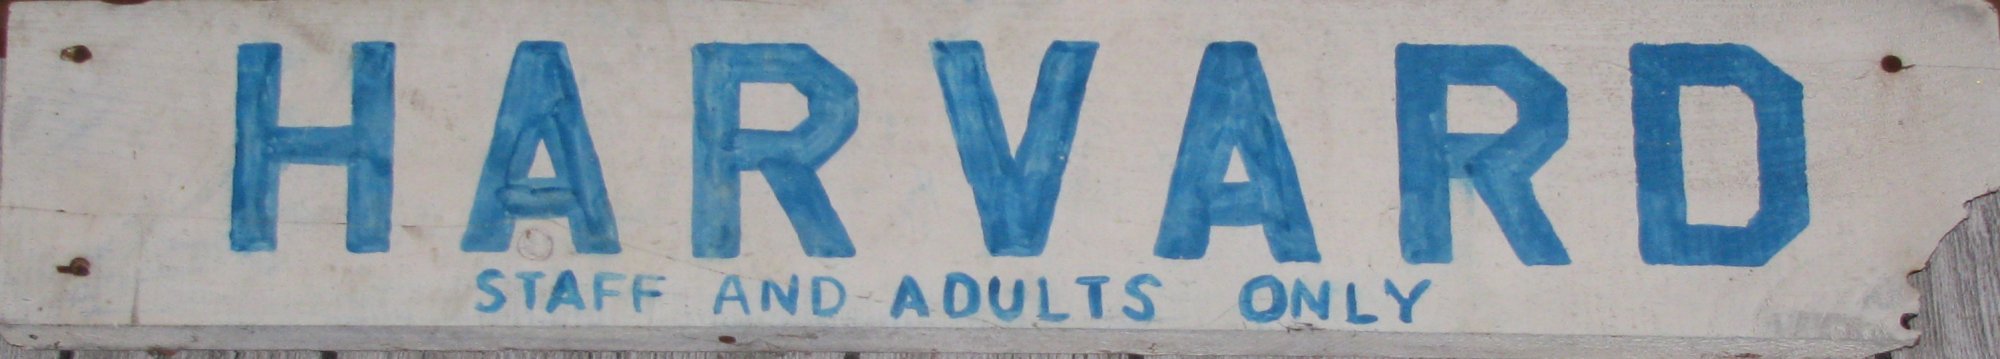 HARVARD
STAFF AND ADULTS ONLY